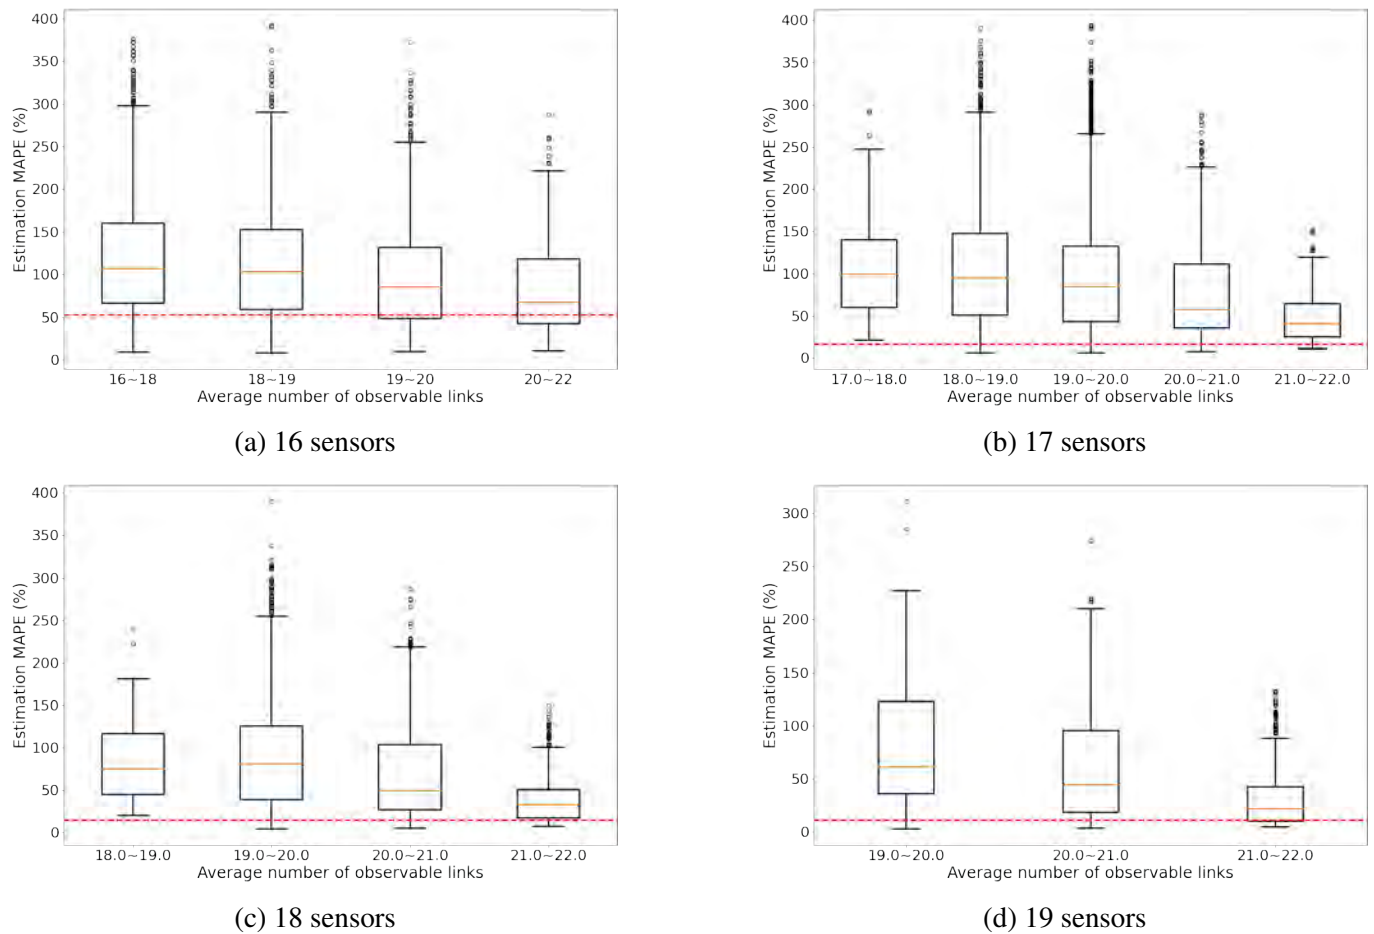 400
350
300
250
200
150
100
50
0
Estimation MAPE (%)
16~18 18~19 19~20 20~22
Average number of observable links
(a) 16 sensors
400
350
300
250
200
150
100
50
0
Estimation MAPE (%)
17.0~18.0 18.0~19.0 19.0~20.0 20.0~21.0 21.0~22.0
Average number of observable links
(b) 17 sensors
400
350
300
250
200
150
100
50
0
Estimation MAPE (%)
18.0~19.0 19.0~20.0 20.0~21.0 21.0~22.0
Average number of observable links
(c) 18 sensors
300
250
200
150
100
50
0
Estimation MAPE (%)
19.0~20.0 20.0~21.0 21.0~22.0
Average number of observable links
(d) 19 sensors